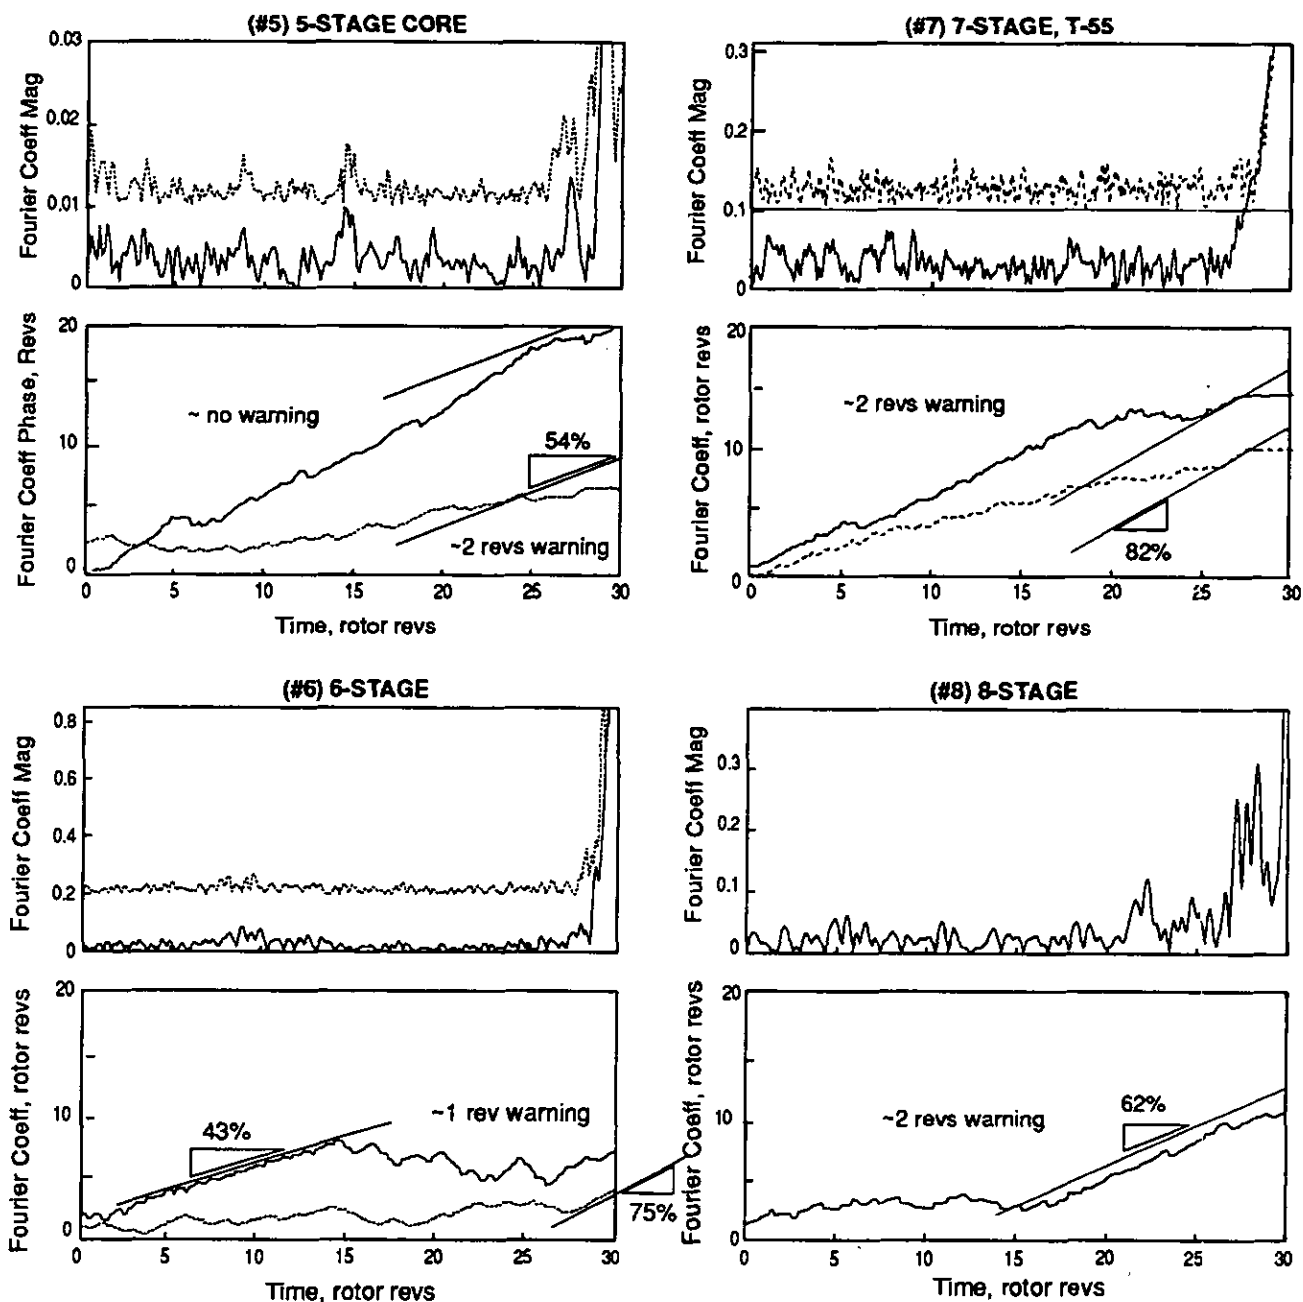 (#5) 5-STAGE CORE
Fourier Coeff Mag
0.03
0.02
0.01
0
Fourier Coeff Phase, Revs
20
10
0
~ no warning
54%
~2 revs warning
0 5 10 15 20 25 30
Time, rotor revs
(#7) 7-STAGE, T-55
Fourier Coeff Mag
0.3
0.2
0.1
0
Fourier Coeff, rotor revs
20
10
0
~2 revs warning
82%
0 5 10 15 20 25 30
Time, rotor revs
(#6) 6-STAGE
Fourier Coeff Mag
0.8
0.6
0.4
0.2
0
Fourier Coeff, rotor revs
20
10
0
43%
~1 rev warning
75%
0 5 10 15 20 25 30
Time, rotor revs
(#8) 8-STAGE
Fourier Coeff Mag
0.3
0.2
0.1
0
Fourier Coeff, rotor revs
20
10
0
~2 revs warning
62%
0 5 10 15 20 25 30
Time, rotor revs